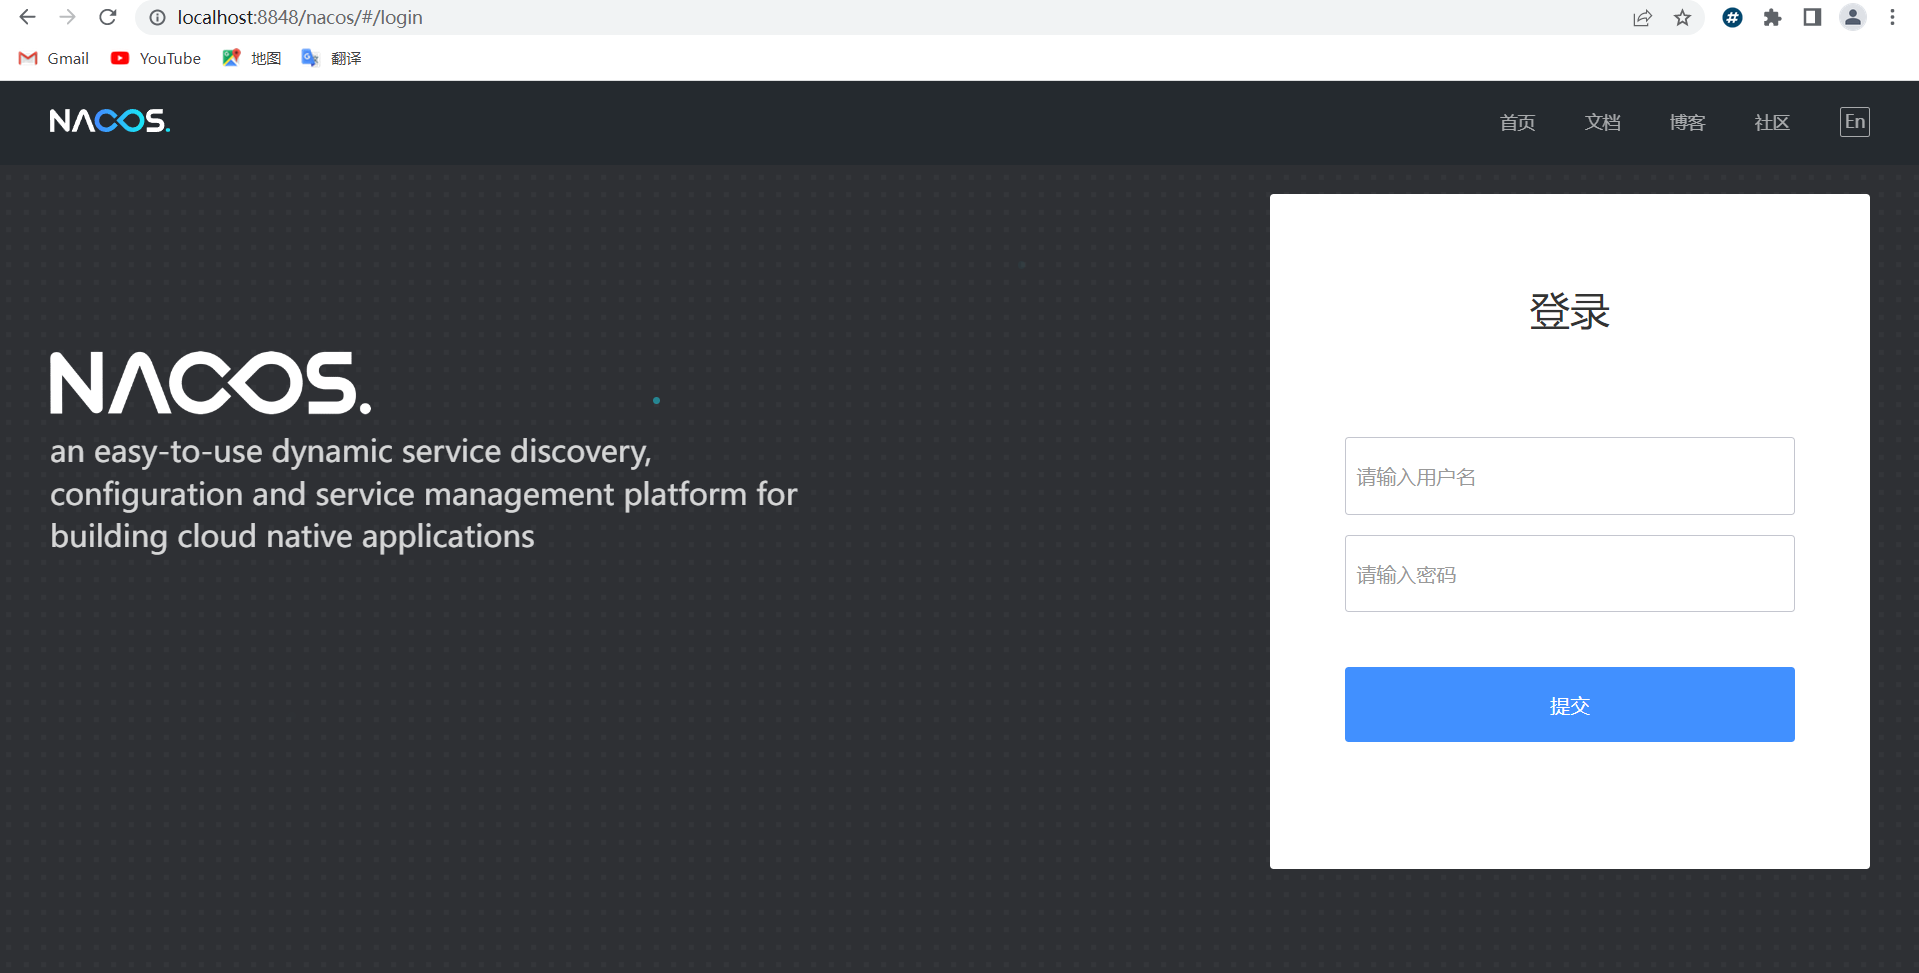 localhost:8848/nacos/#/login
Gmail YouTube 地图 翻译
NACOS.
首页 文档 博客 社区 En
登录
NACOS.
an easy-to-use dynamic service discovery,
configuration and service management platform for
building cloud native applications
请输入用户名
请输入密码
提交